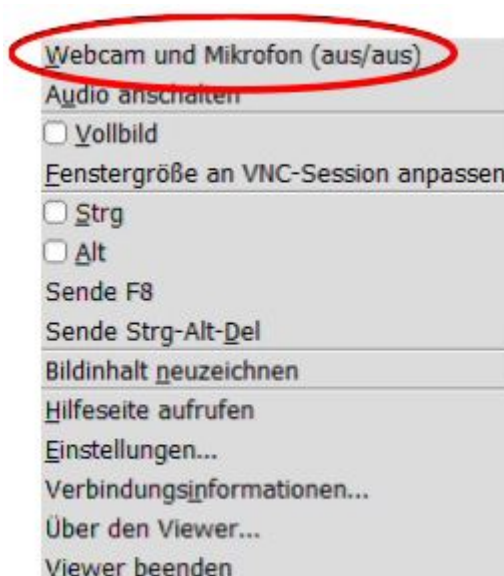 Webcam und Mikrofon (aus/aus)
Audio anschalten
Vollbild
Fenstergröße an VNC-Session anpassen
Strg
Alt
Sende F8
Sende Strg-Alt-Del
Bildinhalt neuzeichnen
Hilfeseite aufrufen
Einstellungen...
Verbindungsinformationen...
Über den Viewer...
Viewer beenden